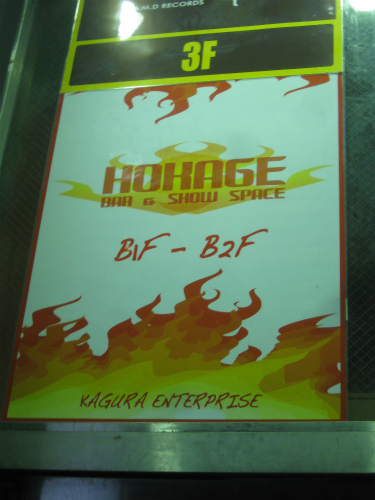 .M.D RECORDS
3F
HOKAGE
BAR & SHOW SPACE
B1F - B2F
KAGURA ENTERPRISE